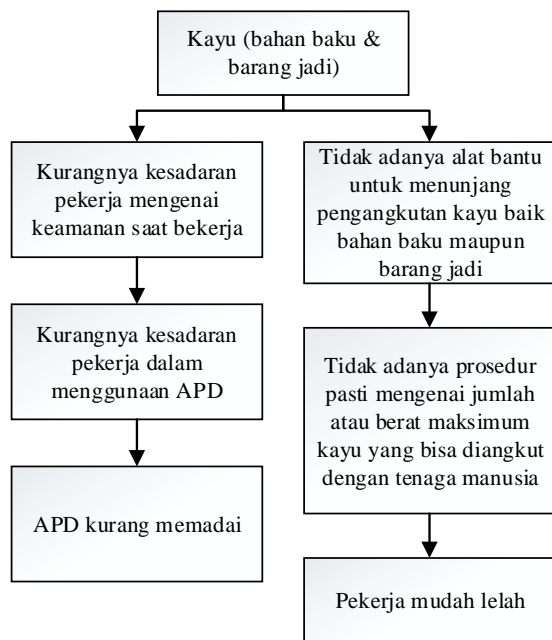 Kayu (bahan baku &
barang jadi)
Kurangnya kesadaran
pekerja mengenai
keamanan saat bekerja
Kurangnya kesadaran
pekerja dalam
menggunaan APD
APD kurang memadai
Tidak adanya alat bantu
untuk menunjang
pengangkutan kayu baik
bahan baku maupun
barang jadi
Tidak adanya prosedur
pasti mengenai jumlah
atau berat maksimum
kayu yang bisa diangkut
dengan tenaga manusia
Pekerja mudah lelah